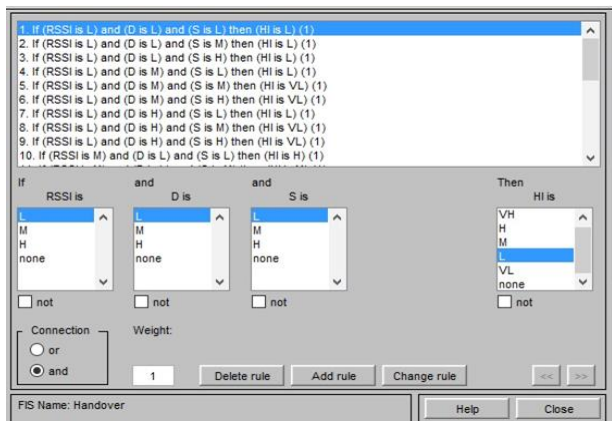 1. If (RSSI is L) and (D is L) and (S is L) then (HI is L) (1)
2. If (RSSI is L) and (D is L) and (S is M) then (HI is L) (1)
3. If (RSSI is L) and (D is L) and (S is H) then (HI is L) (1)
4. If (RSSI is L) and (D is M) and (S is L) then (HI is L) (1)
5. If (RSSI is L) and (D is M) and (S is M) then (HI is VL) (1)
6. If (RSSI is L) and (D is M) and (S is H) then (HI is VL) (1)
7. If (RSSI is L) and (D is H) and (S is L) then (HI is L) (1)
8. If (RSSI is L) and (D is H) and (S is M) then (HI is VL) (1)
9. If (RSSI is L) and (D is H) and (S is H) then (HI is VL) (1)
10. If (RSSI is M) and (D is L) and (S is L) then (HI is H) (1)
If and and Then
RSSI is D is S is HI is
L L L VH
M M M H
H H H M
none none none L
VL
none
not not not not
Connection Weight:
or
and 1 Delete rule Add rule Change rule << >>
FIS Name: Handover Help Close